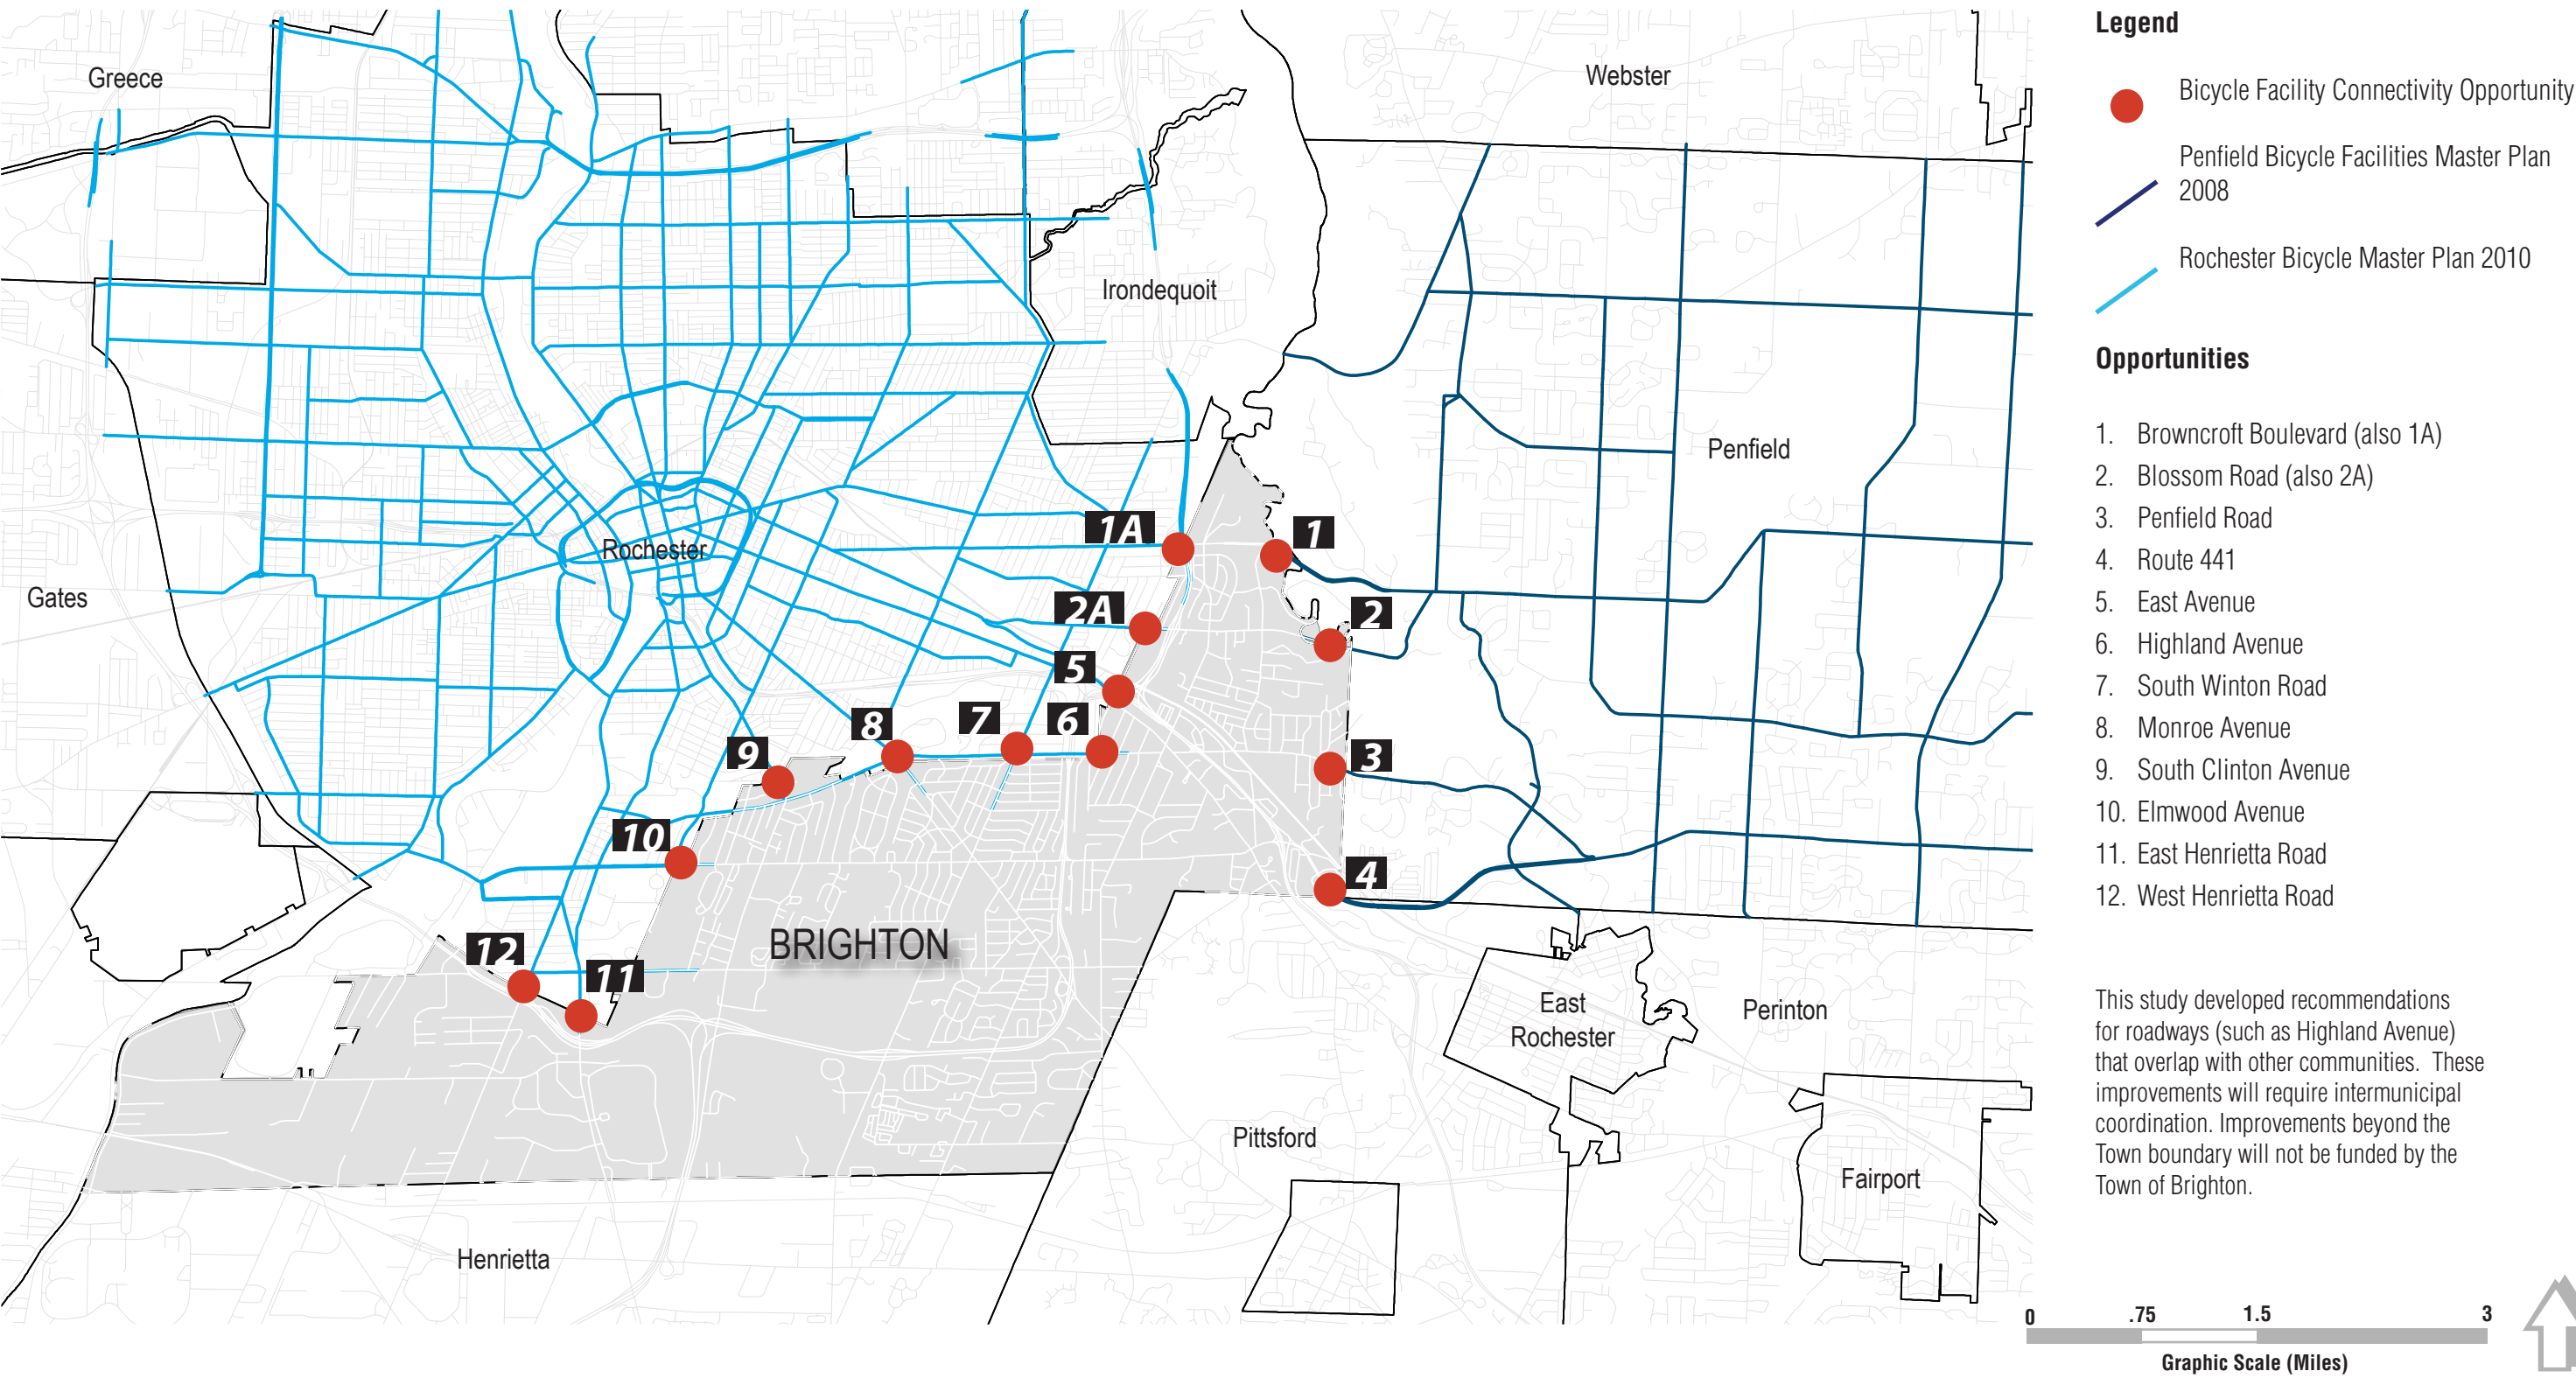 Greece
Webster
Irondequoit
Penfield
Rochester
Gates
1A
1
2A
2
5
6
7
8
9
3
10
4
12
11
BRIGHTON
East
Rochester
Perinton
Pittsford
Fairport
Henrietta
Legend
Bicycle Facility Connectivity Opportunity
Penfield Bicycle Facilities Master Plan
2008
Rochester Bicycle Master Plan 2010
Opportunities
1. Browncroft Boulevard (also 1A)
2. Blossom Road (also 2A)
3. Penfield Road
4. Route 441
5. East Avenue
6. Highland Avenue
7. South Winton Road
8. Monroe Avenue
9. South Clinton Avenue
10. Elmwood Avenue
11. East Henrietta Road
12. West Henrietta Road
This study developed recommendations
for roadways (such as Highland Avenue)
that overlap with other communities. These
improvements will require intermunicipal
coordination. Improvements beyond the
Town boundary will not be funded by the
Town of Brighton.
0 .75 1.5 3
Graphic Scale (Miles)